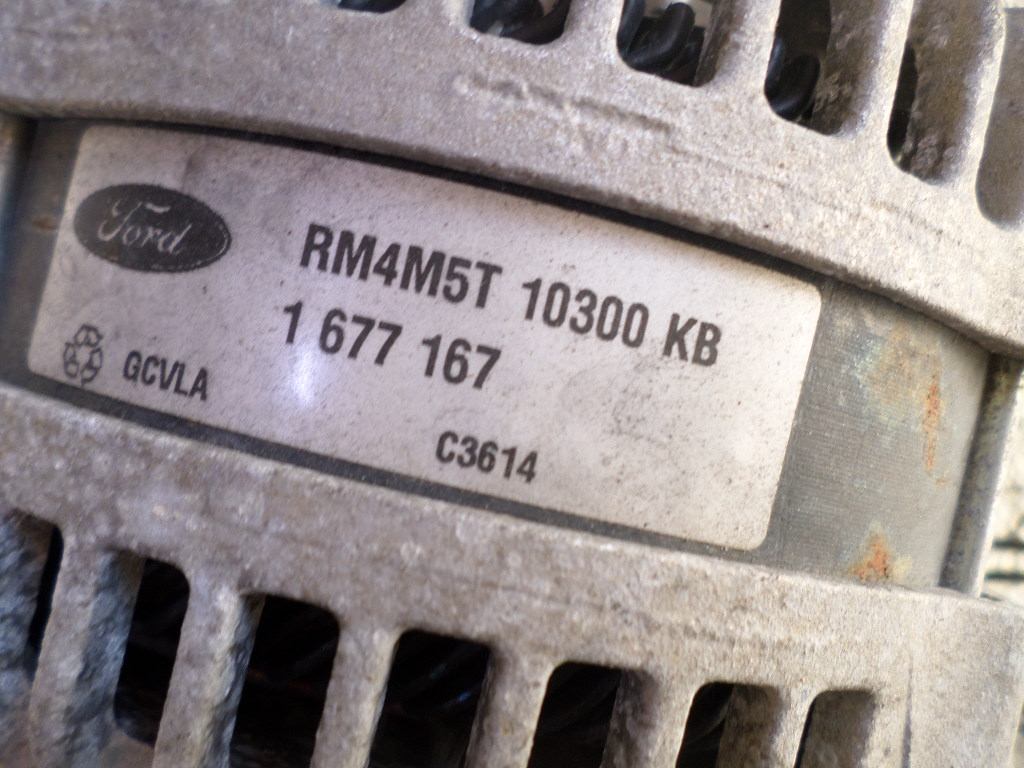 Ford
RM4M5T 10300 KB
1 677 167
GCVLA
C3614